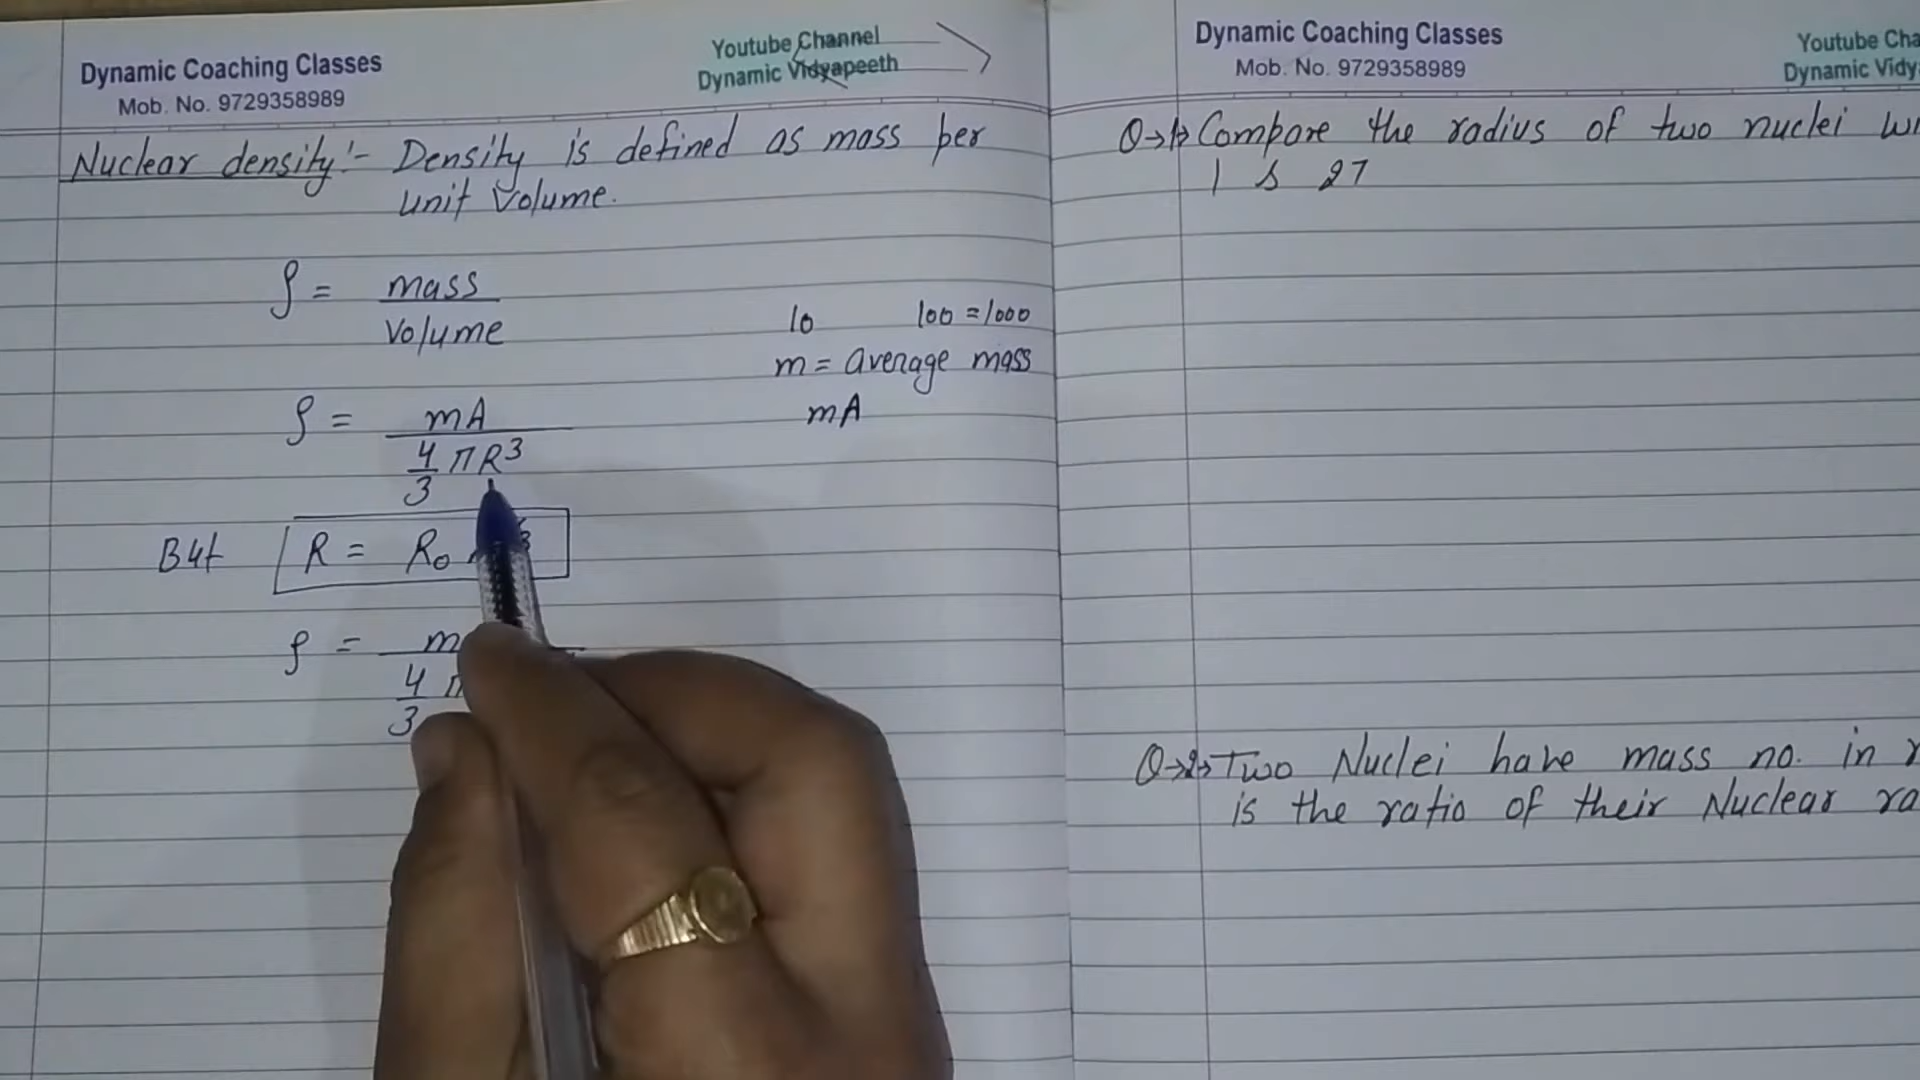 Dynamic Coaching Classes
Mob. No. 9729358989
Youtube Channel
Dynamic Vidyapeeth
Nuclear density:- Density is defined as mass per
unit volume.
ρ = mass
Volume
10 100 = 1000
m = average mass
ρ = mA
4/3 πR³
mA
But R = R₀
ρ =
4/3
Dynamic Coaching Classes
Mob. No. 9729358989
Youtube
Dynamic
Q→1→ Compare the radius of two nuclei
1 & 27
Q→2→ Two Nuclei have mass no. in
is the ratio of their Nuclear